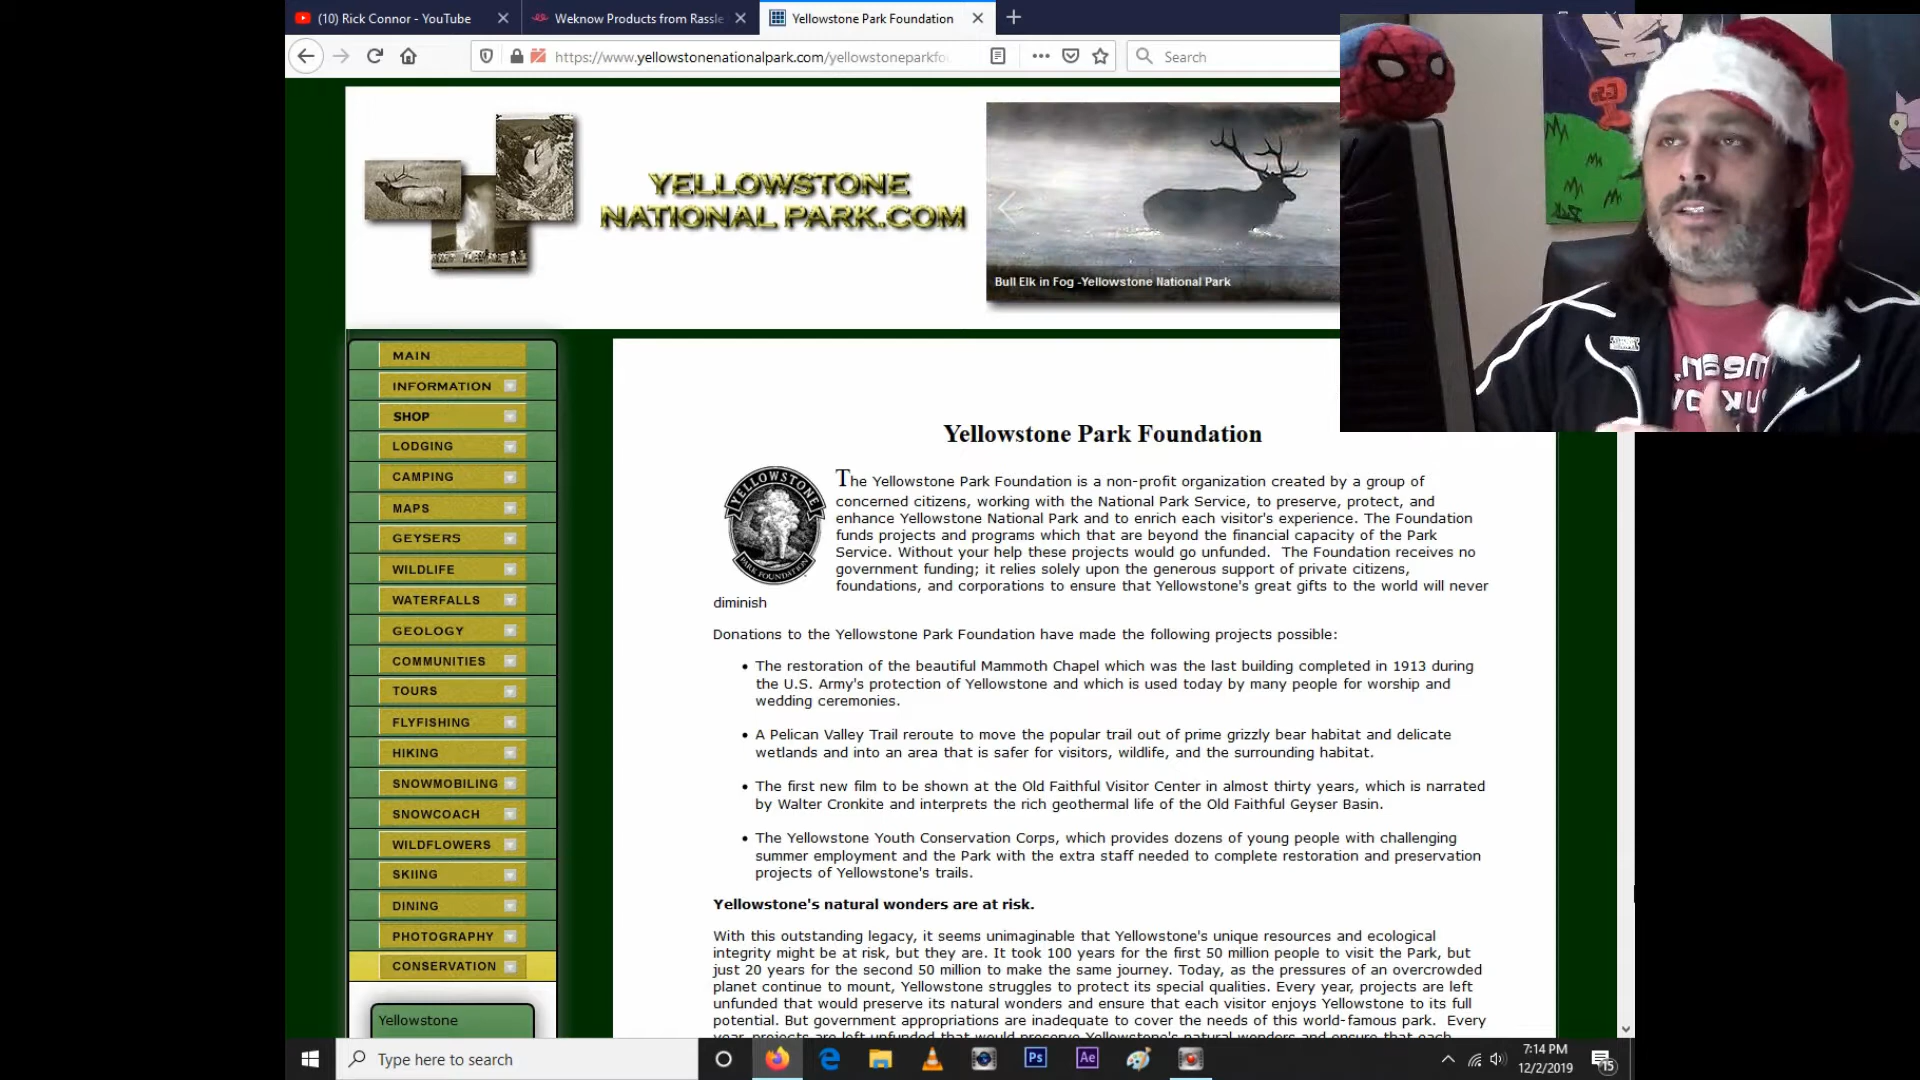 (10) Rick Connor - YouTube
Weknow Products from Rassle
Yellowstone Park Foundation
https://www.yellowstonenationalpark.com/yellowstoneparkfo
Search
YELLOWSTONE
NATIONAL PARK.COM
Bull Elk in Fog -Yellowstone National Park
MAIN
INFORMATION
SHOP
LODGING
CAMPING
MAPS
GEYSERS
WILDLIFE
WATERFALLS
GEOLOGY
COMMUNITIES
TOURS
FLYFISHING
HIKING
SNOWMOBILING
SNOWCOACH
WILDFLOWERS
SKIING
DINING
PHOTOGRAPHY
CONSERVATION
Yellowstone
Yellowstone Park Foundation
YELLOWSTONE
PARK FOUNDATION
The Yellowstone Park Foundation is a non-profit organization created by a group of
concerned citizens, working with the National Park Service, to preserve, protect, and
enhance Yellowstone National Park and to enrich each visitor's experience. The Foundation
funds projects and programs which that are beyond the financial capacity of the Park
Service. Without your help these projects would go unfunded. The Foundation receives no
government funding; it relies solely upon the generous support of private citizens,
foundations, and corporations to ensure that Yellowstone's great gifts to the world will never
diminish
Donations to the Yellowstone Park Foundation have made the following projects possible:
• The restoration of the beautiful Mammoth Chapel which was the last building completed in 1913 during
the U.S. Army's protection of Yellowstone and which is used today by many people for worship and
wedding ceremonies.
• A Pelican Valley Trail reroute to move the popular trail out of prime grizzly bear habitat and delicate
wetlands and into an area that is safer for visitors, wildlife, and the surrounding habitat.
• The first new film to be shown at the Old Faithful Visitor Center in almost thirty years, which is narrated
by Walter Cronkite and interprets the rich geothermal life of the Old Faithful Geyser Basin.
• The Yellowstone Youth Conservation Corps, which provides dozens of young people with challenging
summer employment and the Park with the extra staff needed to complete restoration and preservation
projects of Yellowstone's trails.
Yellowstone's natural wonders are at risk.
With this outstanding legacy, it seems unimaginable that Yellowstone's unique resources and ecological
integrity might be at risk, but they are. It took 100 years for the first 50 million people to visit the Park, but
just 20 years for the second 50 million to make the same journey. Today, as the pressures of an overcrowded
planet continue to mount, Yellowstone struggles to protect its special qualities. Every year, projects are left
unfunded that would preserve its natural wonders and ensure that each visitor enjoys Yellowstone to its full
potential. But government appropriations are inadequate to cover the needs of this world-famous park. Every
year, projects are left unfunded that would preserve Yellowstone's natural wonders and ensure that each
Type here to search
Ps
Ae
7:14 PM
12/2/2019
15